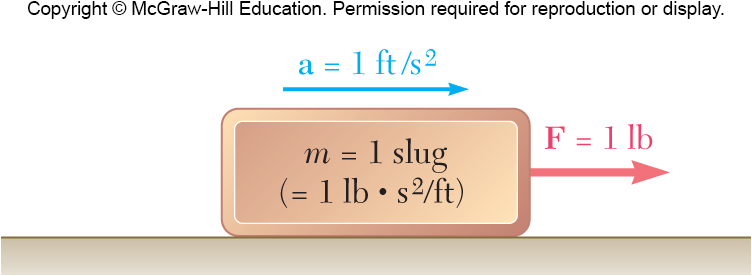 Copyright © McGraw-Hill Education. Permission required for reproduction or display.
a = 1 ft/s²
F = 1 lb
m = 1 slug
(= 1 lb • s²/ft)